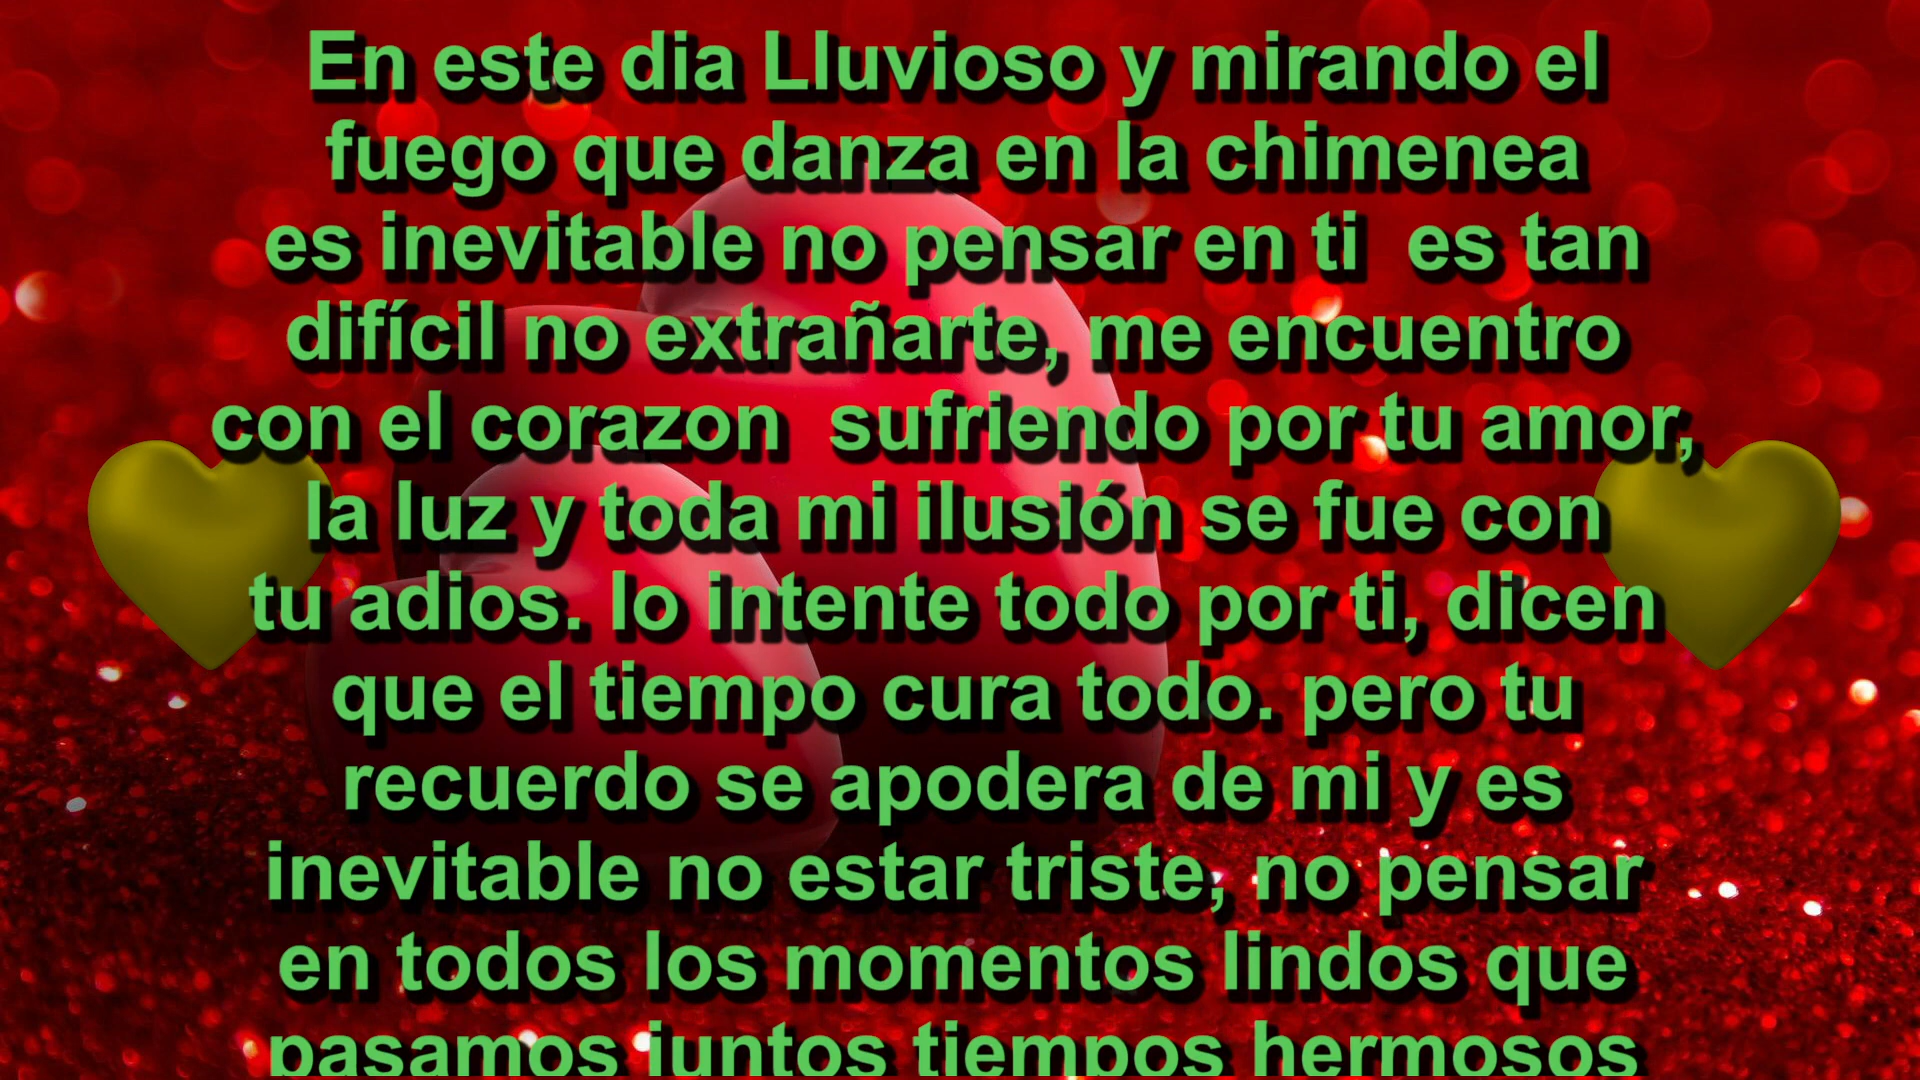 En este dia Lluvioso y mirando el
fuego que danza en la chimenea
es inevitable no pensar en ti  es tan
difícil no extrañarte, me encuentro
con el corazon  sufriendo por tu amor,
la luz y toda mi ilusión se fue con
tu adios. lo intente todo por ti, dicen
que el tiempo cura todo. pero tu
recuerdo se apodera de mi y es
inevitable no estar triste, no pensar
en todos los momentos lindos que
pasamos juntos tiempos hermosos